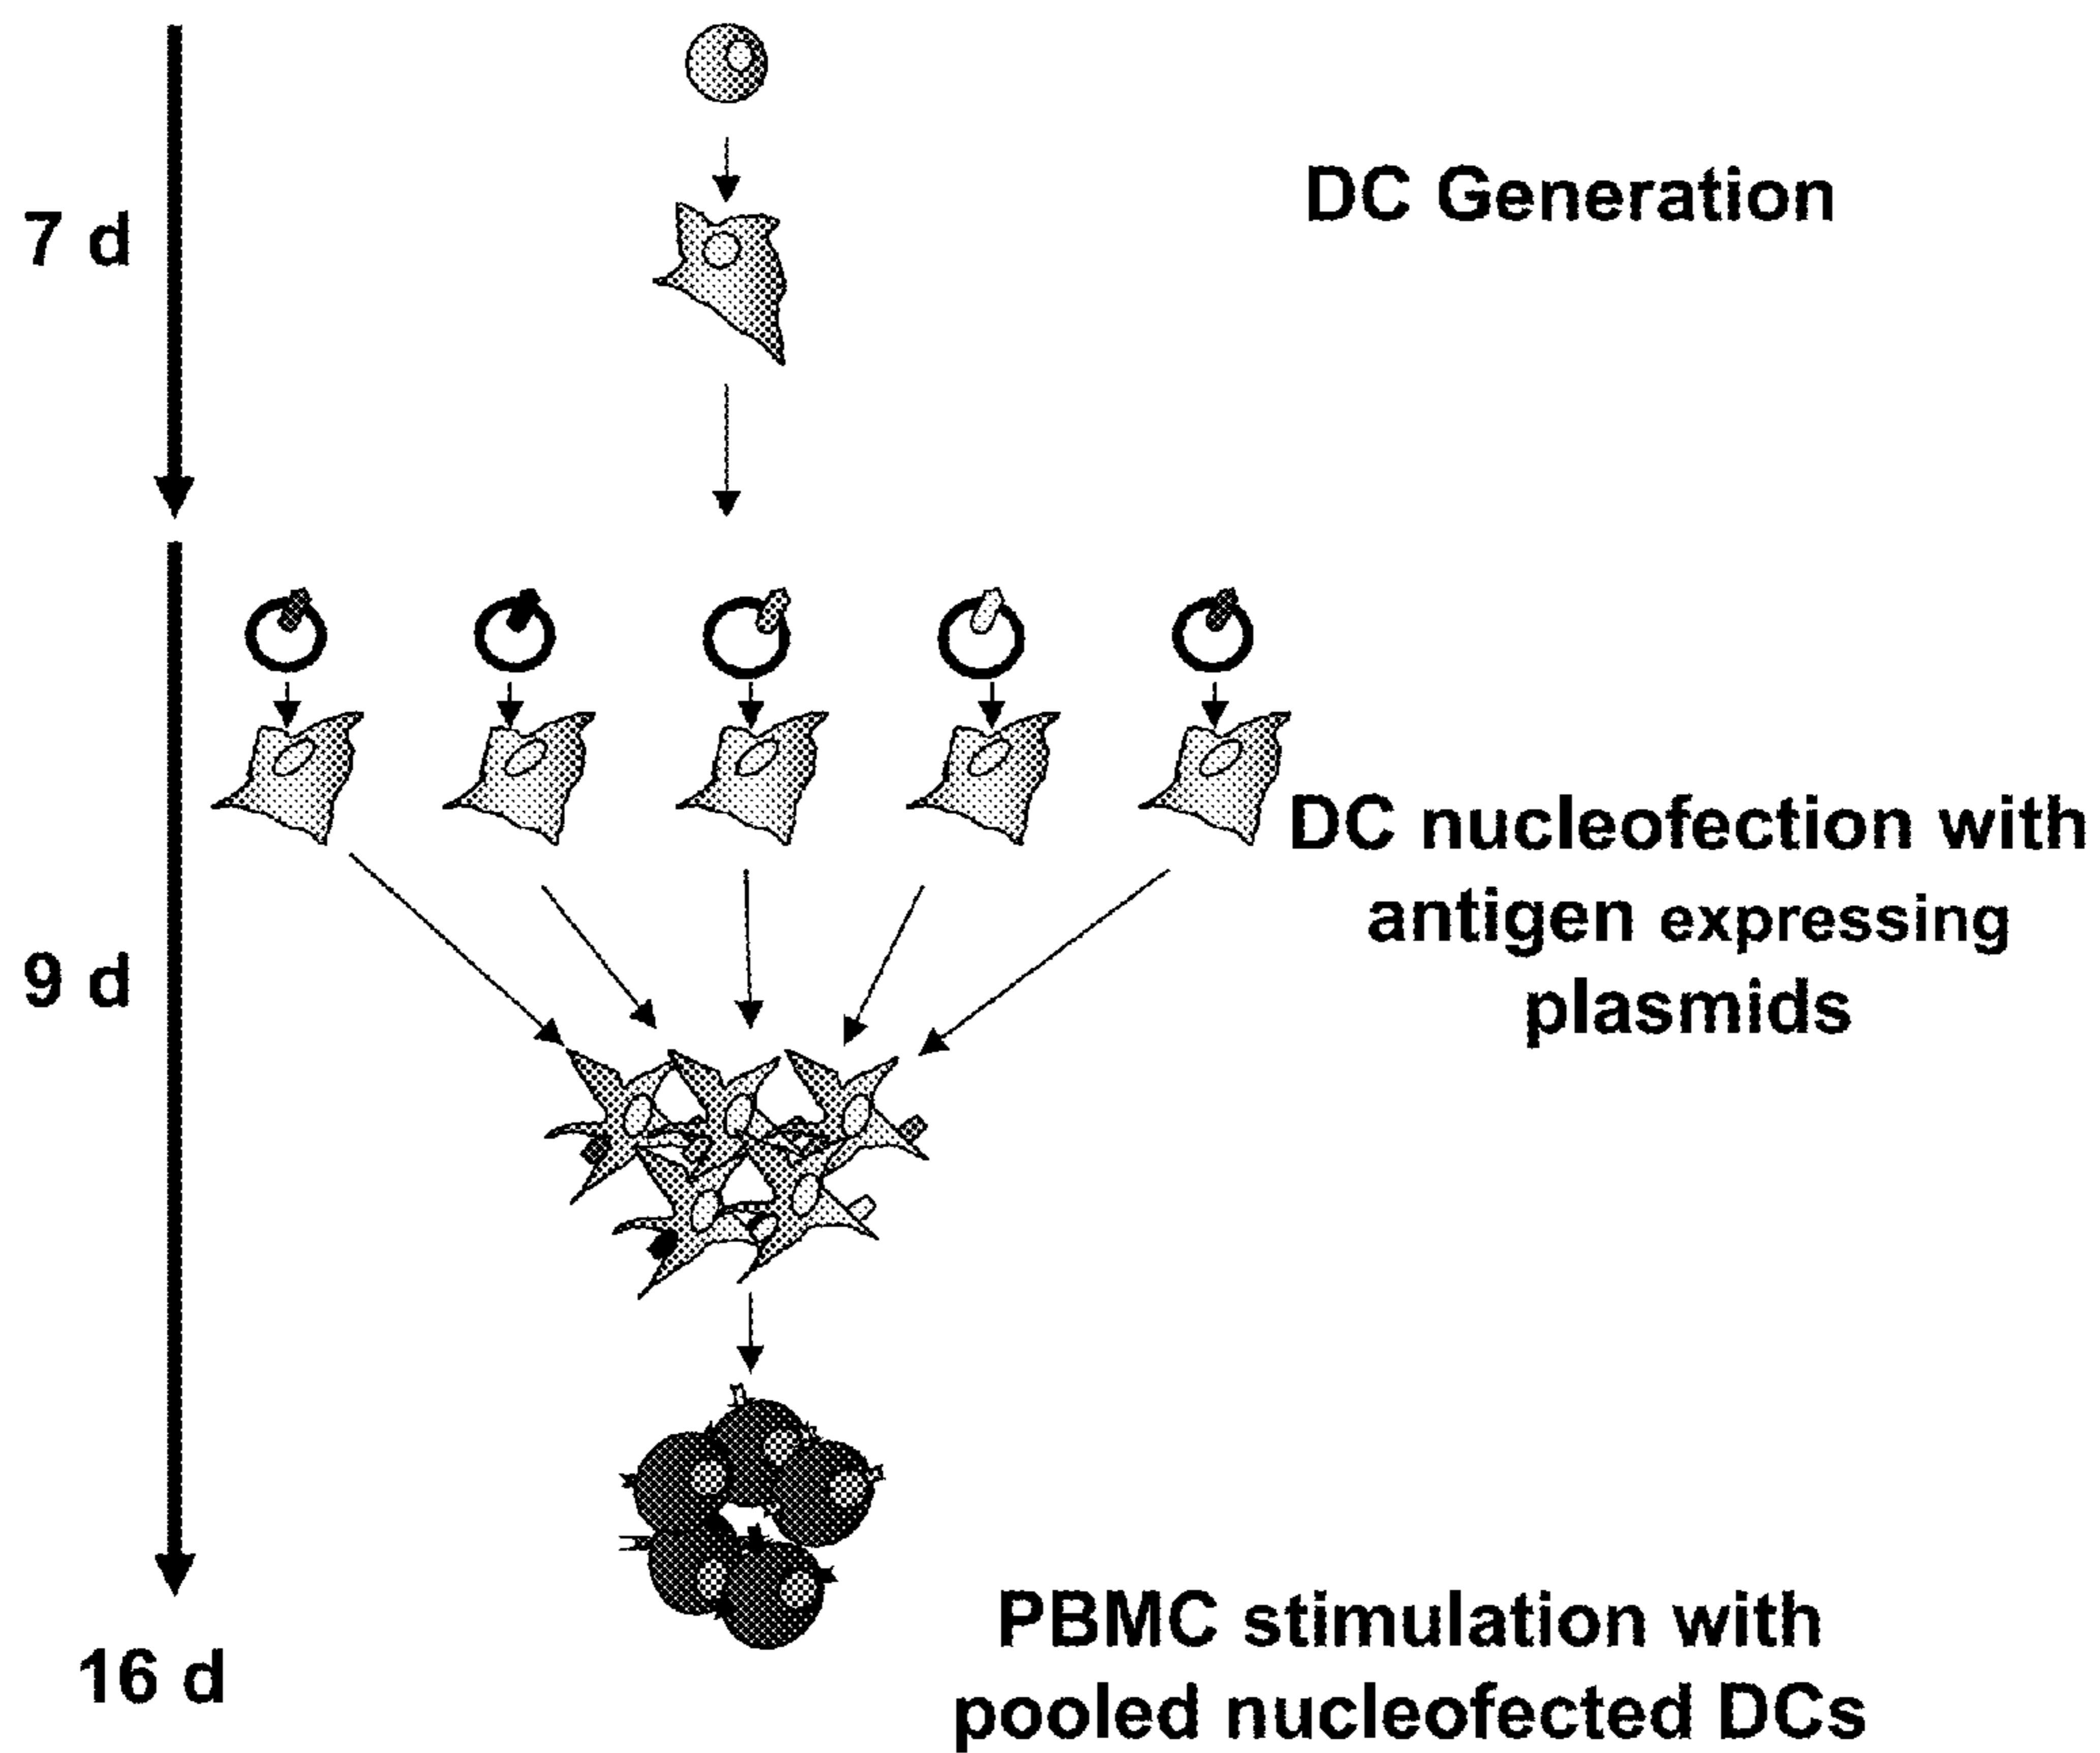 DC Generation
7 d
DC nucleofection with
antigen expressing
plasmids
9 d
PBMC stimulation with
pooled nucleofected DCs
16 d